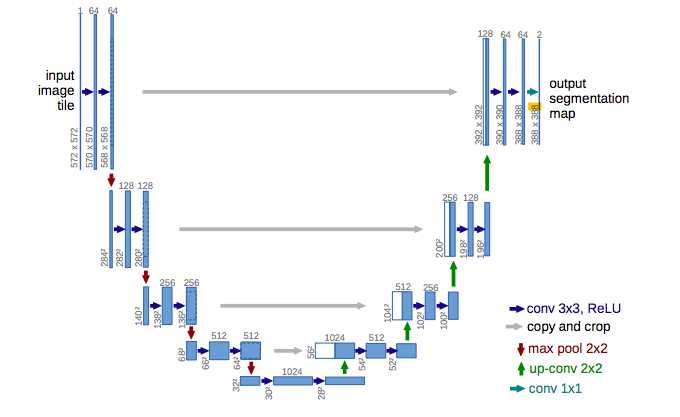 1 64 64
128 64 64 2
input
image
tile
output
segmentation
map
572 x 572
570 x 570
568 x 568
392 x 392
390 x 390
388 x 388
388 x 388
128 128
256 128
284²
282²
280²
200²
198²
196²
256 256
512 256
140²
138²
136²
104²
102²
100²
512 512
1024 512
68²
66²
64²
56²
54²
52²
1024
32²
30²
28²
conv 3x3, ReLU
copy and crop
max pool 2x2
up-conv 2x2
conv 1x1